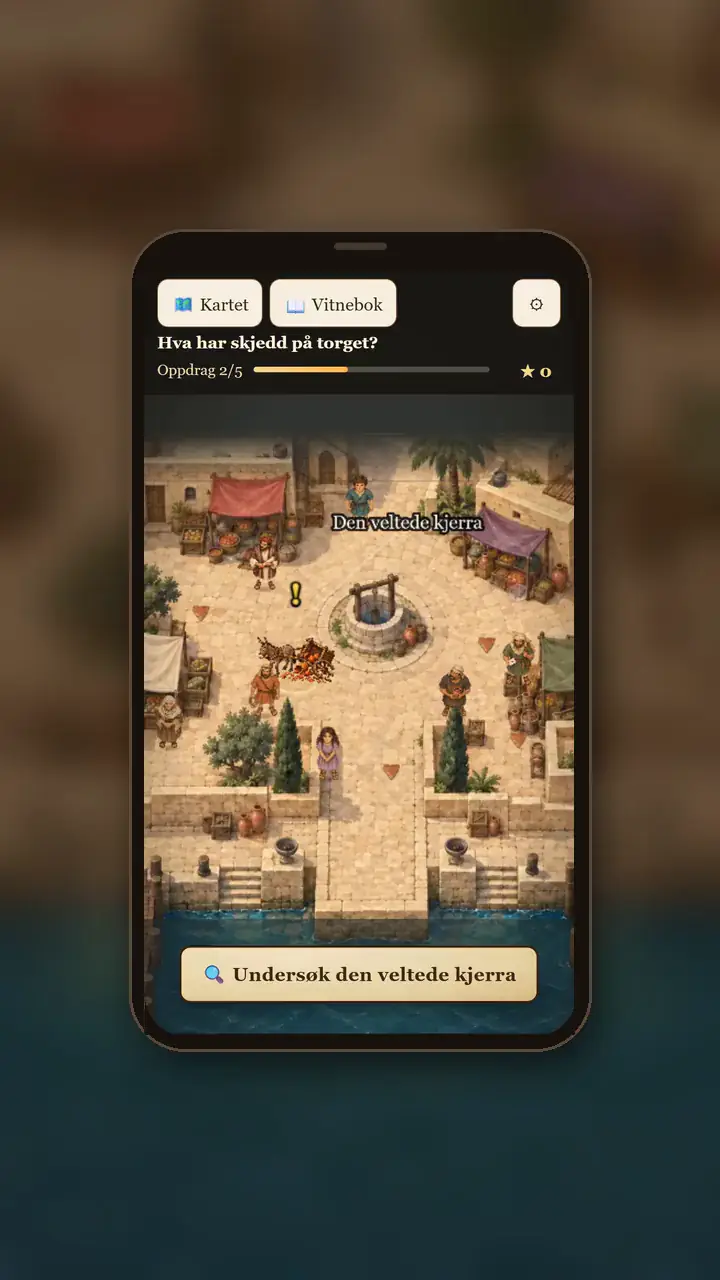 Kartet
Vitnebok
Hva har skjedd på torget?
Oppdrag 2/5
★ 0
Den veltede kjerra
!
Undersøk den veltede kjerra